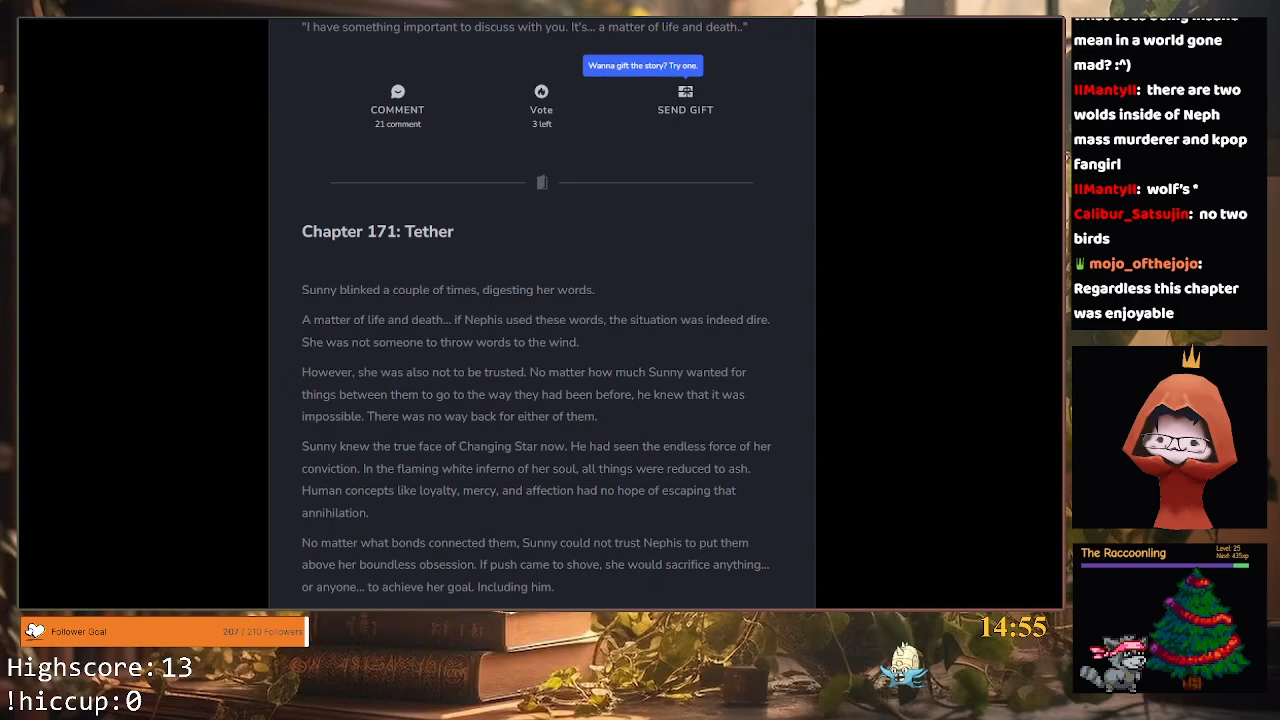 "I have something important to discuss with you. It's... a matter of life and death.."
Wanna gift the story? Try one.
COMMENT
21 comment
Vote
3 left
SEND GIFT
Chapter 171: Tether
Sunny blinked a couple of times, digesting her words.
A matter of life and death... if Nephis used these words, the situation was indeed dire.
She was not someone to throw words to the wind.
However, she was also not to be trusted. No matter how much Sunny wanted for
things between them to go to the way they had been before, he knew that it was
impossible. There was no way back for either of them.
Sunny knew the true face of Changing Star now. He had seen the endless force of her
conviction. In the flaming white inferno of her soul, all things were reduced to ash.
Human concepts like loyalty, mercy, and affection had no hope of escaping that
annihilation.
No matter what bonds connected them, Sunny could not trust Nephis to put them
above her boundless obsession. If push came to shove, she would sacrifice anything...
or anyone... to achieve her goal. Including him.
mean in a world gone
mad? :^)
IIMantyII: there are two
wolds inside of Neph
mass murderer and kpop
fangirl
IIMantyII: wolf's *
Calibur_Satsujin: no two
birds
mojo_ofthejojo:
Regardless this chapter
was enjoyable
The Raccoonling
Level: 25
Next: 435xp
Follower Goal
207 / 210 Followers
14:55
Highscore:13
!hiccup:0